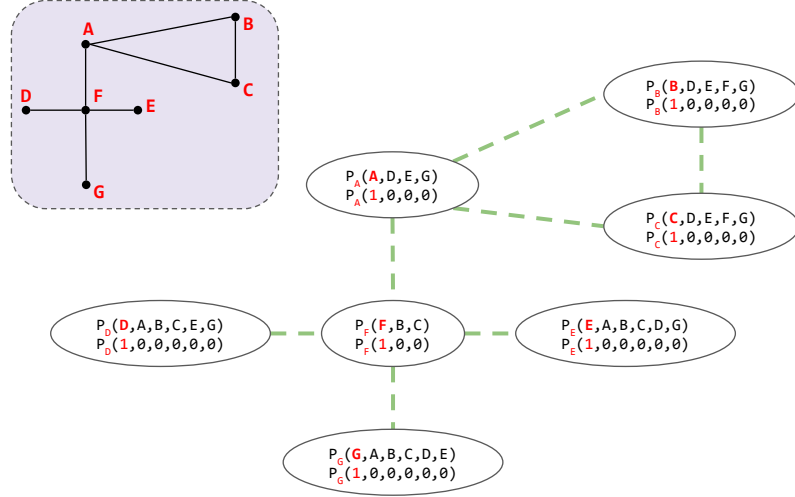 A
B
C
D
F
E
G
P_B(B,D,E,F,G)
P_B(1,0,0,0,0)
P_A(A,D,E,G)
P_A(1,0,0,0)
P_C(C,D,E,F,G)
P_C(1,0,0,0,0)
P_D(D,A,B,C,E,G)
P_D(1,0,0,0,0,0)
P_F(F,B,C)
P_F(1,0,0)
P_E(E,A,B,C,D,G)
P_E(1,0,0,0,0,0)
P_G(G,A,B,C,D,E)
P_G(1,0,0,0,0,0)